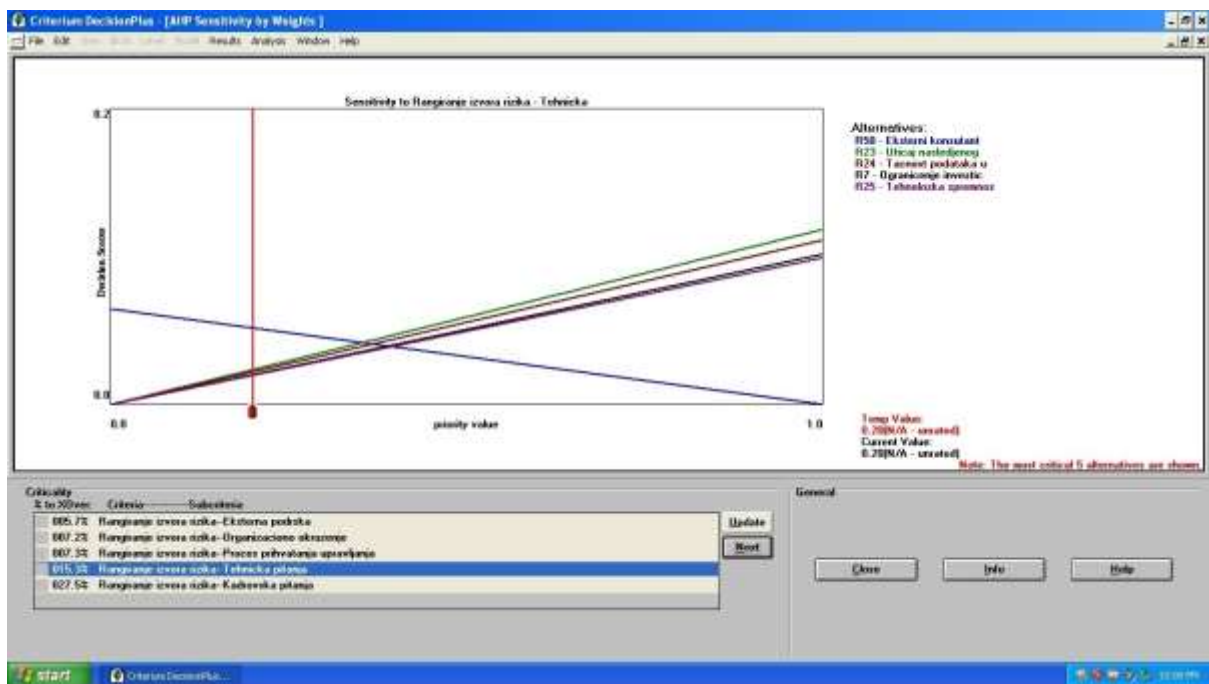 Criterium DecisionPlus - [AHP Sensitivity by Weights ]
File Edit Results Analysis Window Help
Sensitivity to Rangiranje izvora rizika - Tehnicka
0.2
Decision Scores
0.0
0.0
priority value
1.0
Alternatives:
R50 - Eksterni konsultant
R23 - Uticaj nasledjenog
R24 - Tacnost podataka u
R7 - Ogranicenje investic
R25 - Tehnoloska spremnos
Temp Value:
0.20(N/A - unrated)
Current Value:
0.20(N/A - unrated)
Note: The most critical 5 alternatives are shown.
Criticality
% to XOver Criteria Subcriteria
005.7% Rangiranje izvora rizika-Eksterna podrska
007.2% Rangiranje izvora rizika-Organizaciono okruzenje
007.3% Rangiranje izvora rizika-Proces prihvatanja upravljanja
015.3% Rangiranje izvora rizika-Tehnicka pitanja
027.5% Rangiranje izvora rizika-Kadrovska pitanja
Update
Next
General
Close
Info
Help
start
Criterium DecisionPlus...